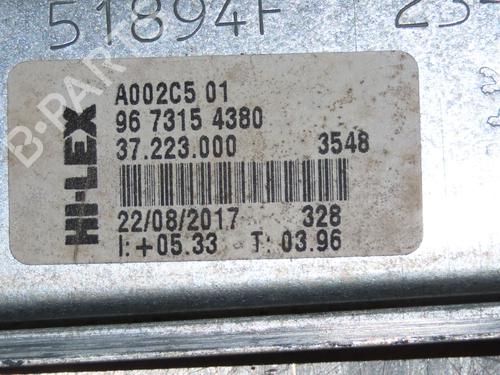 51894F 23
HI-LEX
A002C5 01
96 7315 4380
37.223.000 3548
22/08/2017 328
I:+05.33 T: 03.96
B-PARTS